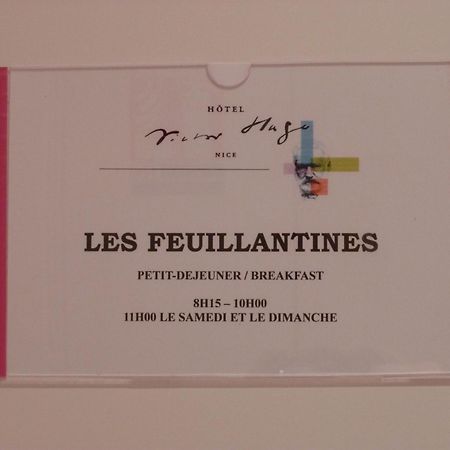 HÔTEL
Victor Hugo
NICE
LES FEUILLANTINES
PETIT-DEJEUNER / BREAKFAST
8H15 – 10H00
11H00 LE SAMEDI ET LE DIMANCHE